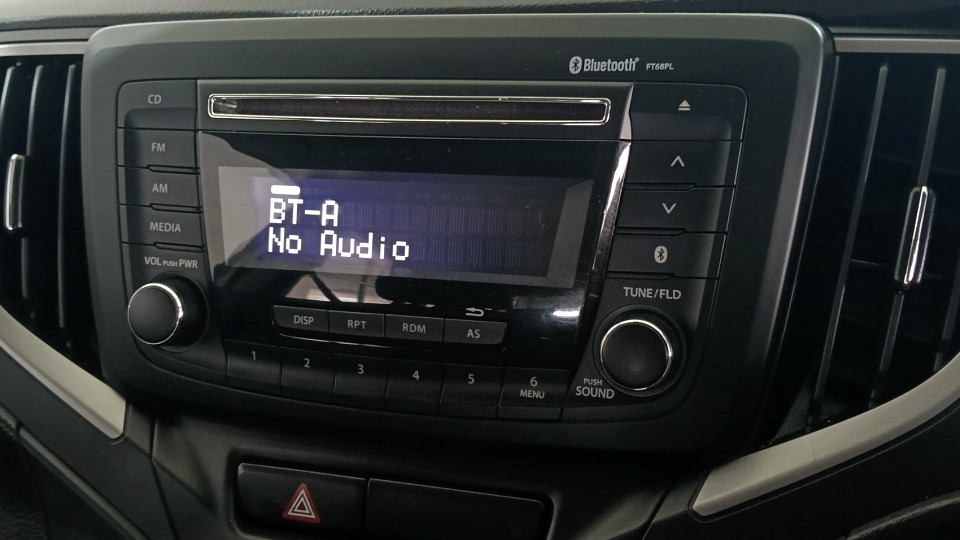 Bluetooth® FT68PL
CD
FM
AM
MEDIA
VOL PUSH PWR
BT-A
No Audio
TUNE/FLD
DISP RPT RDM AS
1 2 3 4 5 6
MENU
PUSH
SOUND